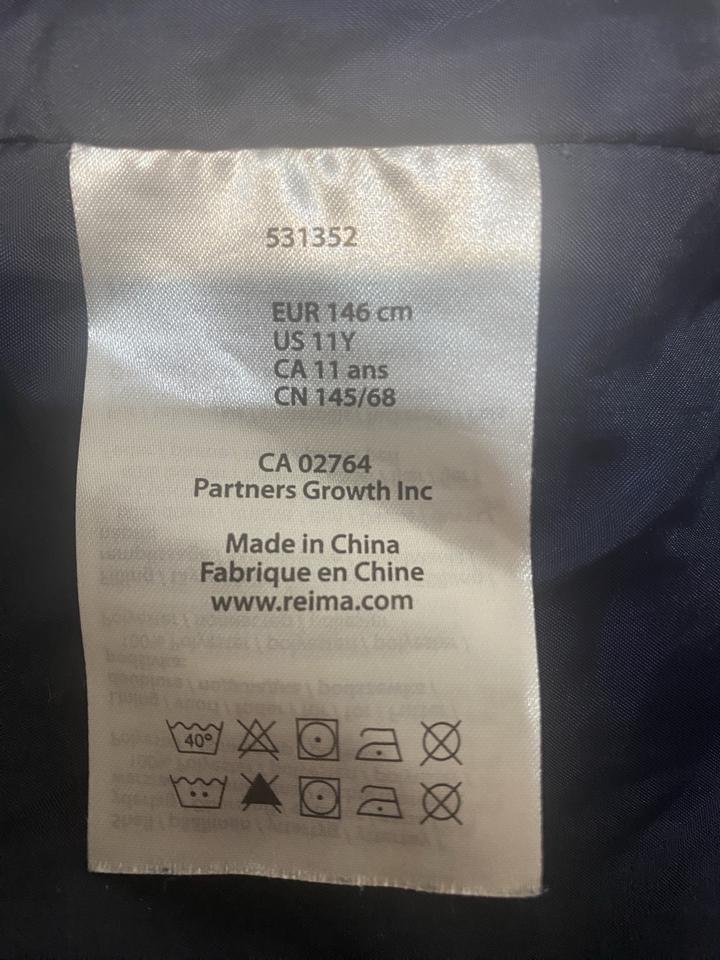 531352
EUR 146 cm
US 11Y
CA 11 ans
CN 145/68
CA 02764
Partners Growth Inc
Made in China
Fabrique en Chine
www.reima.com
40°